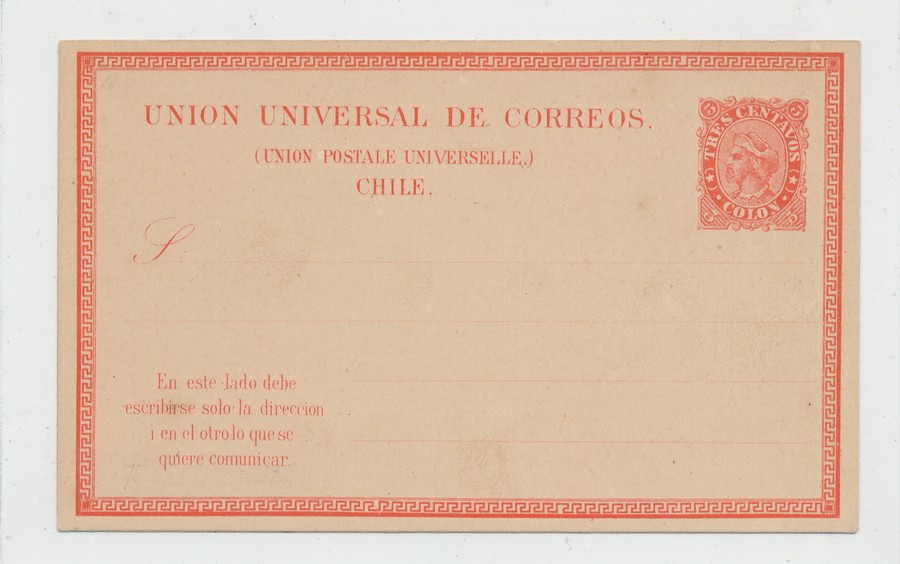 UNION UNIVERSAL DE CORREOS.
(UNION POSTALE UNIVERSELLE.)
CHILE.
3 3
TRES CENTAVOS
COLON
3 3
S
En este lado debe
escribirse solo la direccion
i en el otro lo que se
quiere comunicar.